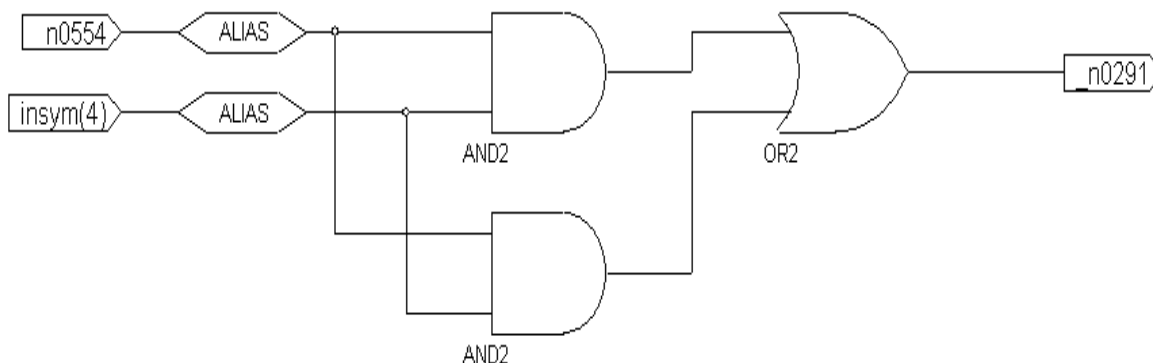 n0554
ALIAS
insym(4)
ALIAS
AND2
OR2
_n0291
AND2